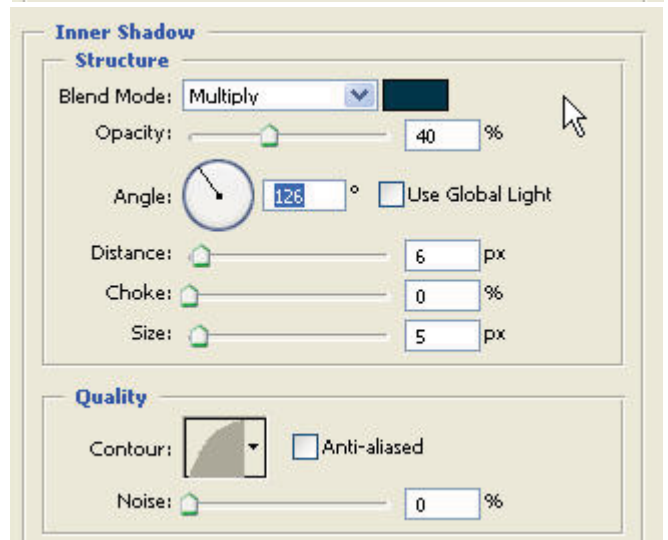 Inner Shadow
Structure
Blend Mode: Multiply
Opacity: 40 %
Angle: 126 ° Use Global Light
Distance: 6 px
Choke: 0 %
Size: 5 px
Quality
Contour: Anti-aliased
Noise: 0 %